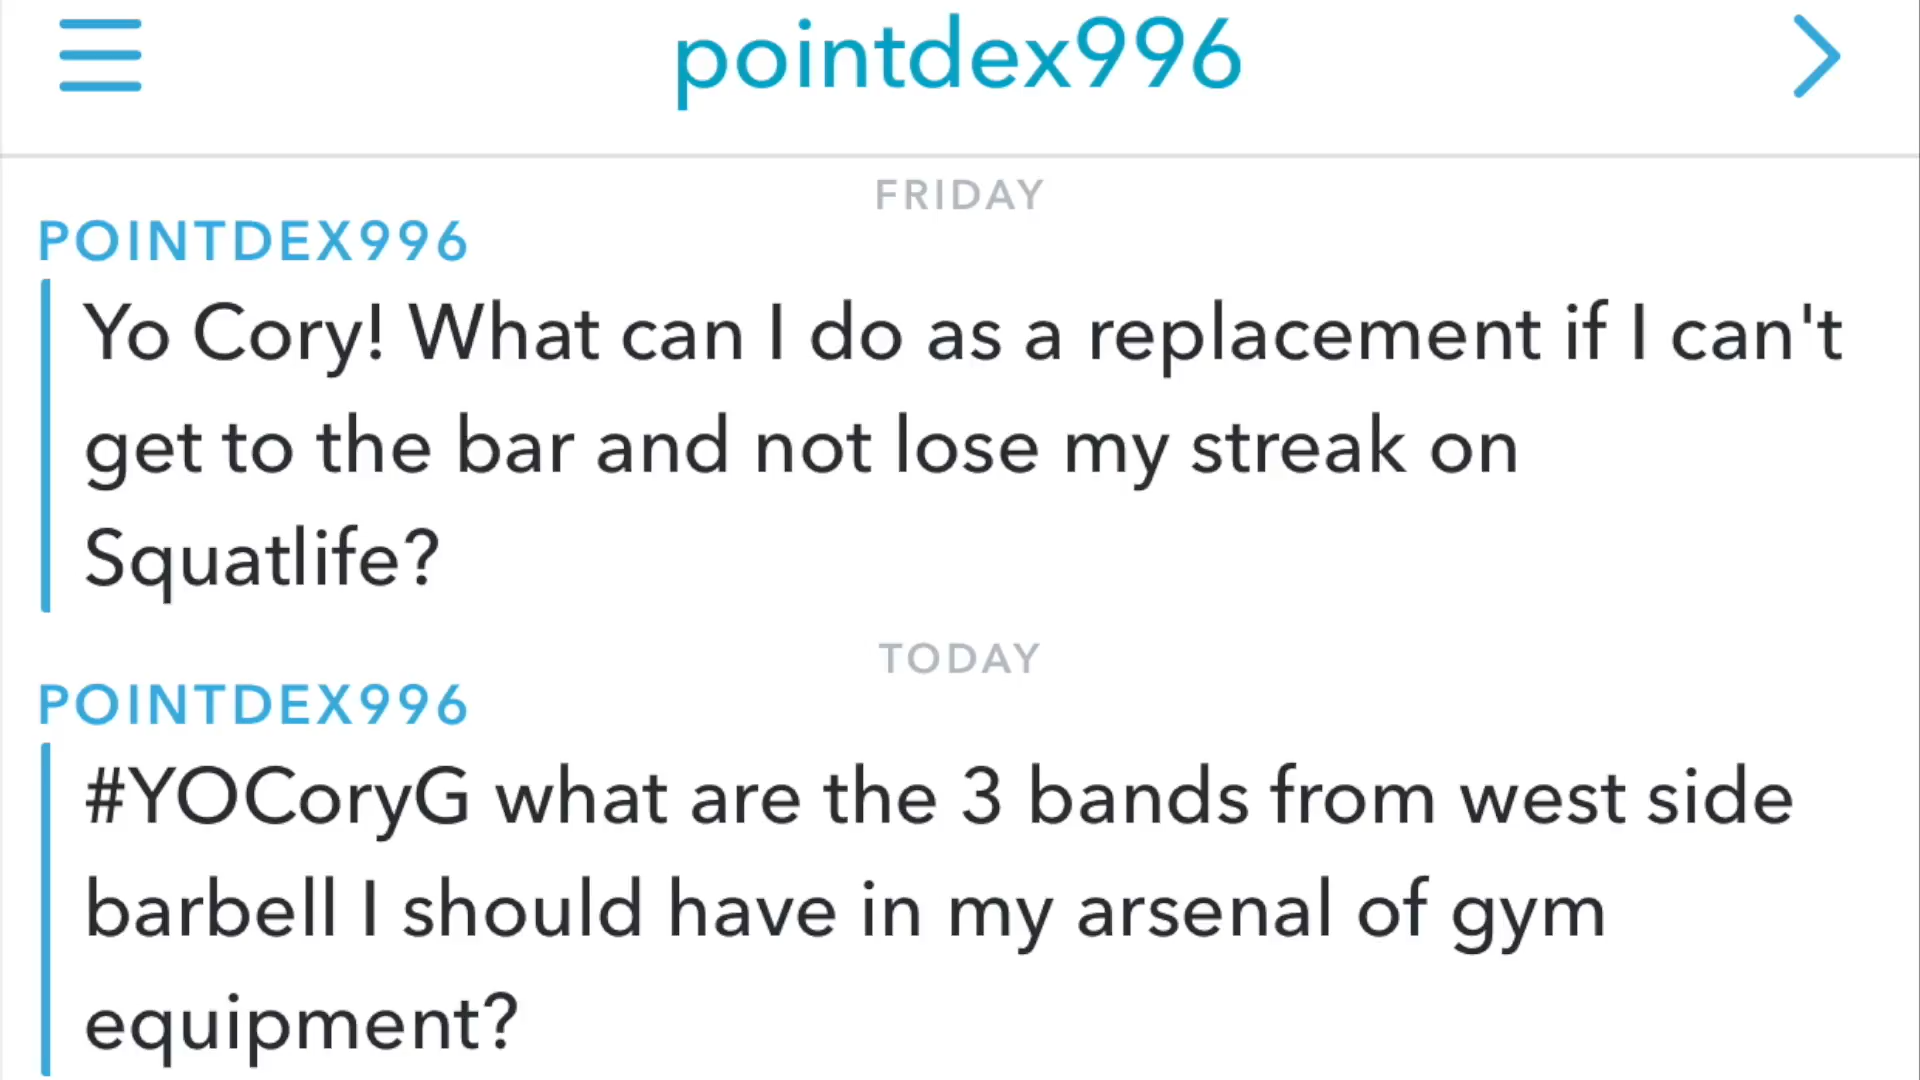 pointdex996
FRIDAY
POINTDEX996
Yo Cory! What can I do as a replacement if I can't
get to the bar and not lose my streak on
Squatlife?
TODAY
POINTDEX996
#YOCoryG what are the 3 bands from west side
barbell I should have in my arsenal of gym
equipment?